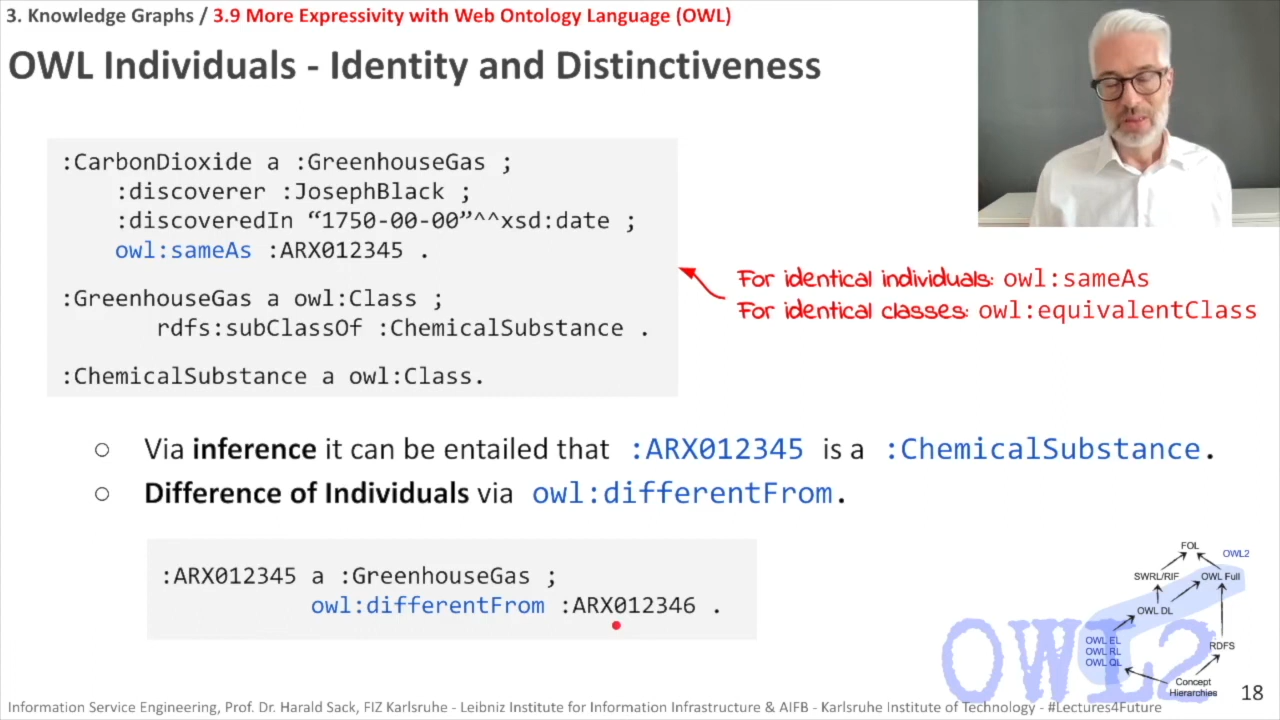 3. Knowledge Graphs / 3.9 More Expressivity with Web Ontology Language (OWL)
OWL Individuals - Identity and Distinctiveness
:CarbonDioxide a :GreenhouseGas ;
:discoverer :JosephBlack ;
:discoveredIn “1750-00-00”^^xsd:date ;
owl:sameAs :ARX012345 .
:GreenhouseGas a owl:Class ;
rdfs:subClassOf :ChemicalSubstance .
:ChemicalSubstance a owl:Class.
For identical individuals: owl:sameAs
For identical classes: owl:equivalentClass
○ Via inference it can be entailed that :ARX012345 is a :ChemicalSubstance.
○ Difference of Individuals via owl:differentFrom.
:ARX012345 a :GreenhouseGas ;
owl:differentFrom :ARX012346 .
FOL
OWL2
SWRL/RIF
OWL Full
OWL DL
OWL EL
OWL RL
OWL QL
RDFS
Concept
Hierarchies
OWL2
Information Service Engineering, Prof. Dr. Harald Sack, FIZ Karlsruhe - Leibniz Institute for Information Infrastructure & AIFB - Karlsruhe Institute of Technology - #Lectures4Future
18